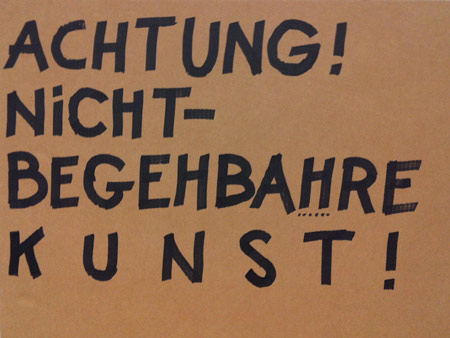 ACHTUNG!
NiCHT-
BEGEHBAHRE
KUNST!